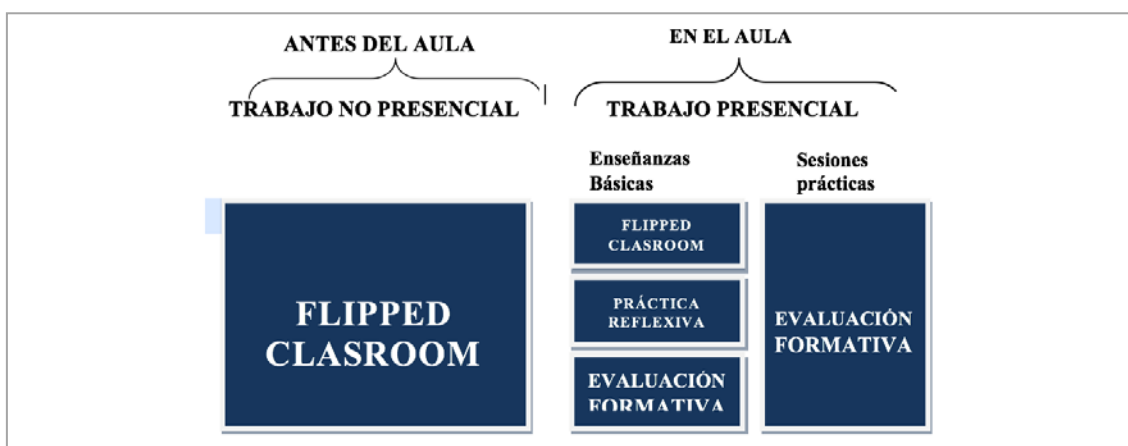 ANTES DEL AULA
TRABAJO NO PRESENCIAL
EN EL AULA
TRABAJO PRESENCIAL
Enseñanzas
Básicas
Sesiones
prácticas
FLIPPED
CLASROOM
FLIPPED
CLASROOM
PRÁCTICA
REFLEXIVA
EVALUACIÓN
FORMATIVA
EVALUACIÓN
FORMATIVA